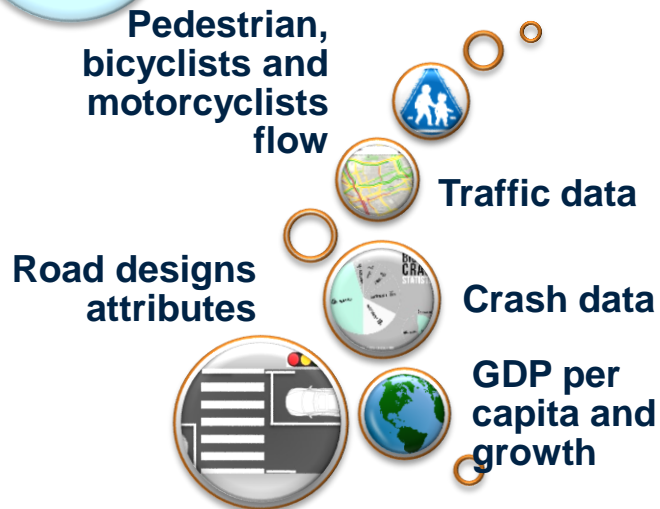 Pedestrian,
bicyclists and
motorcyclists
flow
Traffic data
Road designs
attributes
Crash data
GDP per
capita and
growth